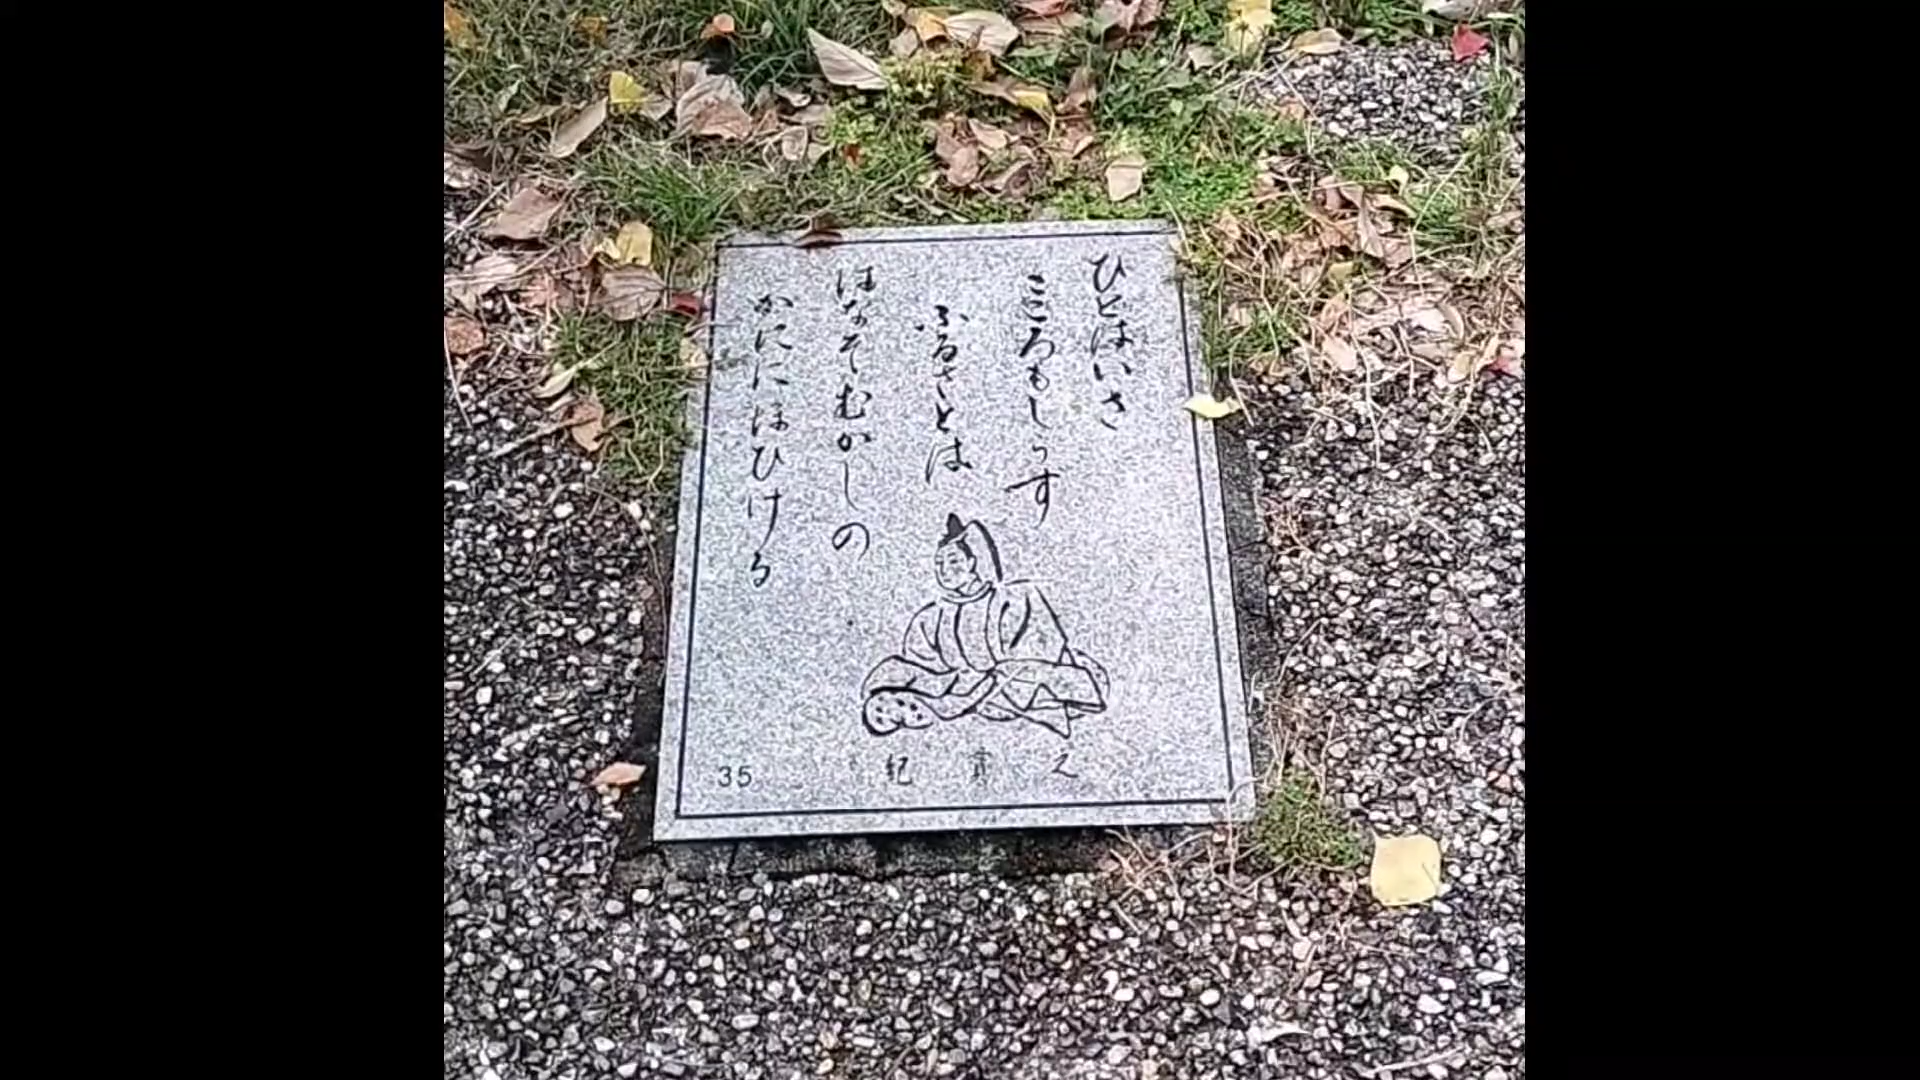 ひとはいさ
こころもしらす
ふるさとは
はなそむかしの
かににほひける
紀貫之
35